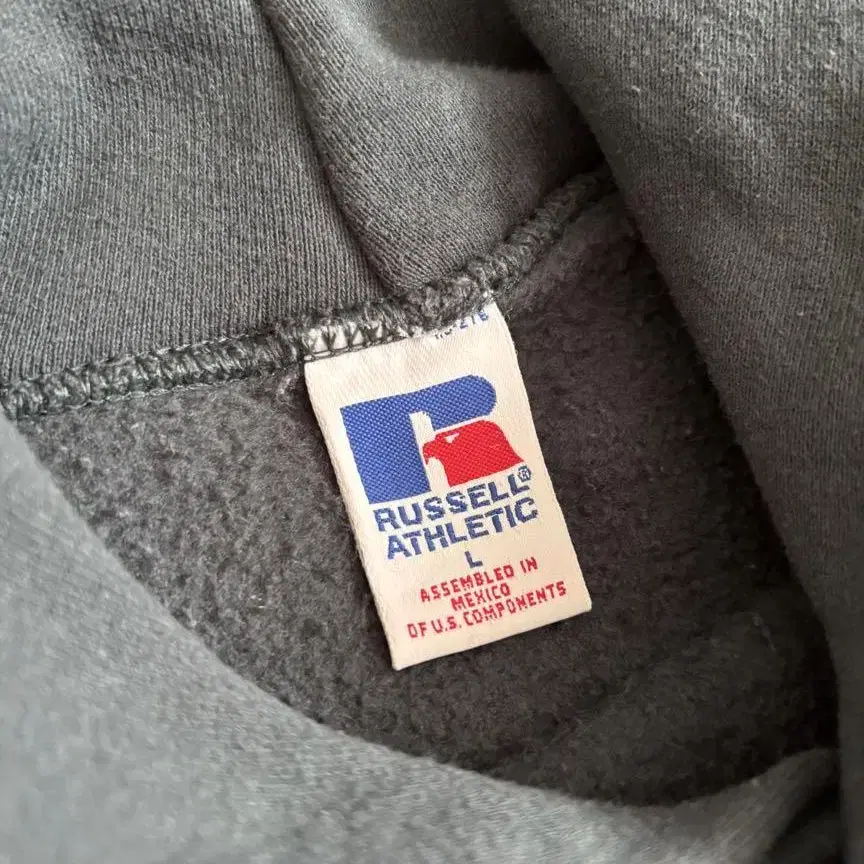 RUSSELL®
ATHLETIC
L
ASSEMBLED IN
MEXICO
OF U.S. COMPONENTS